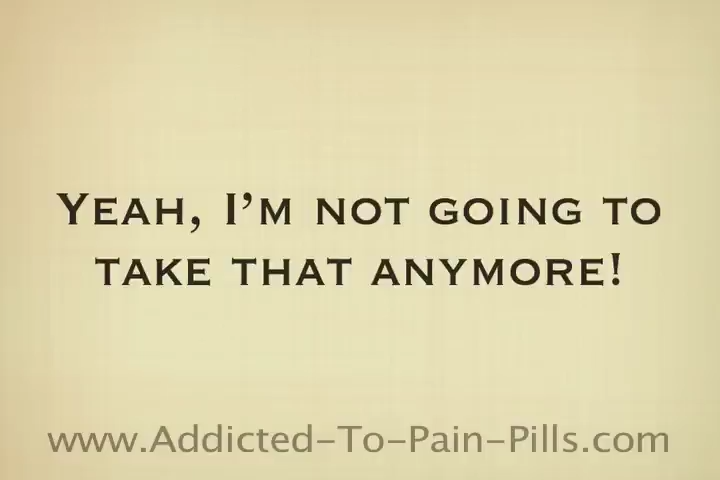 Yeah, I’m not going to
take that anymore!
www.Addicted-To-Pain-Pills.com